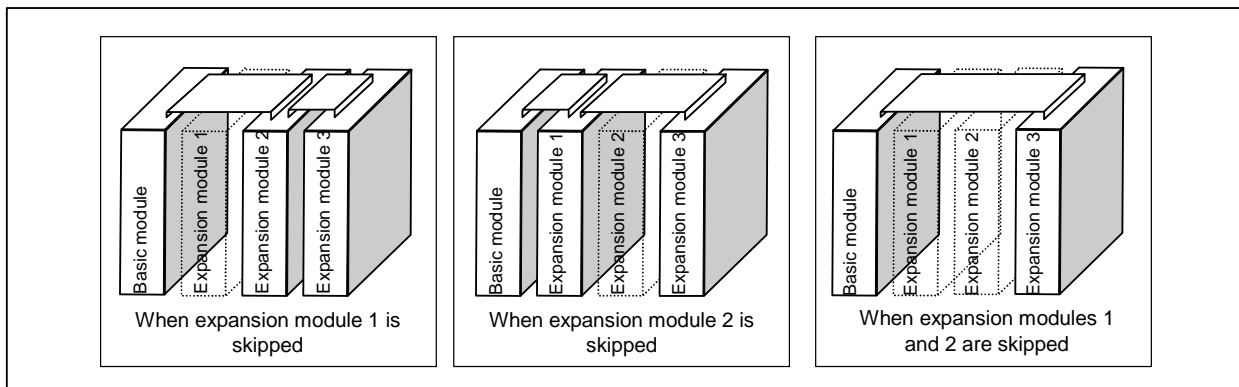 Basic module
Expansion module 1
Expansion module 2
Expansion module 3
When expansion module 1 is
skipped
Basic module
Expansion module 1
Expansion module 2
Expansion module 3
When expansion module 2 is
skipped
Basic module
Expansion module 1
Expansion module 2
Expansion module 3
When expansion modules 1
and 2 are skipped